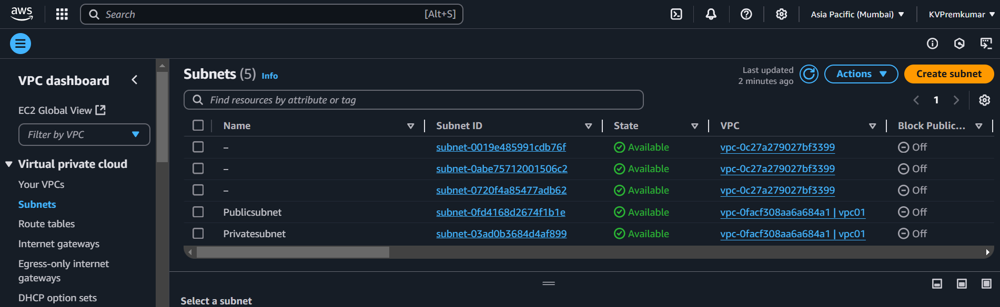 aws
Search [Alt+S]
Asia Pacific (Mumbai)
KVPremkumar
VPC dashboard
EC2 Global View
Filter by VPC
Virtual private cloud
Your VPCs
Subnets
Route tables
Internet gateways
Egress-only internet
gateways
DHCP option sets
Subnets (5) Info
Last updated
2 minutes ago
Actions
Create subnet
Find resources by attribute or tag
1
Name Subnet ID State VPC Block Public...
– subnet-0019e485991cdb76f Available vpc-0c27a279027bf3399 Off
– subnet-0abe75712001506c2 Available vpc-0c27a279027bf3399 Off
– subnet-0720f4a85477adb62 Available vpc-0c27a279027bf3399 Off
Publicsubnet subnet-0fd4168d2674f1b1e Available vpc-0facf308aa6a684a1 | vpc01 Off
Privatesubnet subnet-03ad0b3684d4af899 Available vpc-0facf308aa6a684a1 | vpc01 Off
Select a subnet